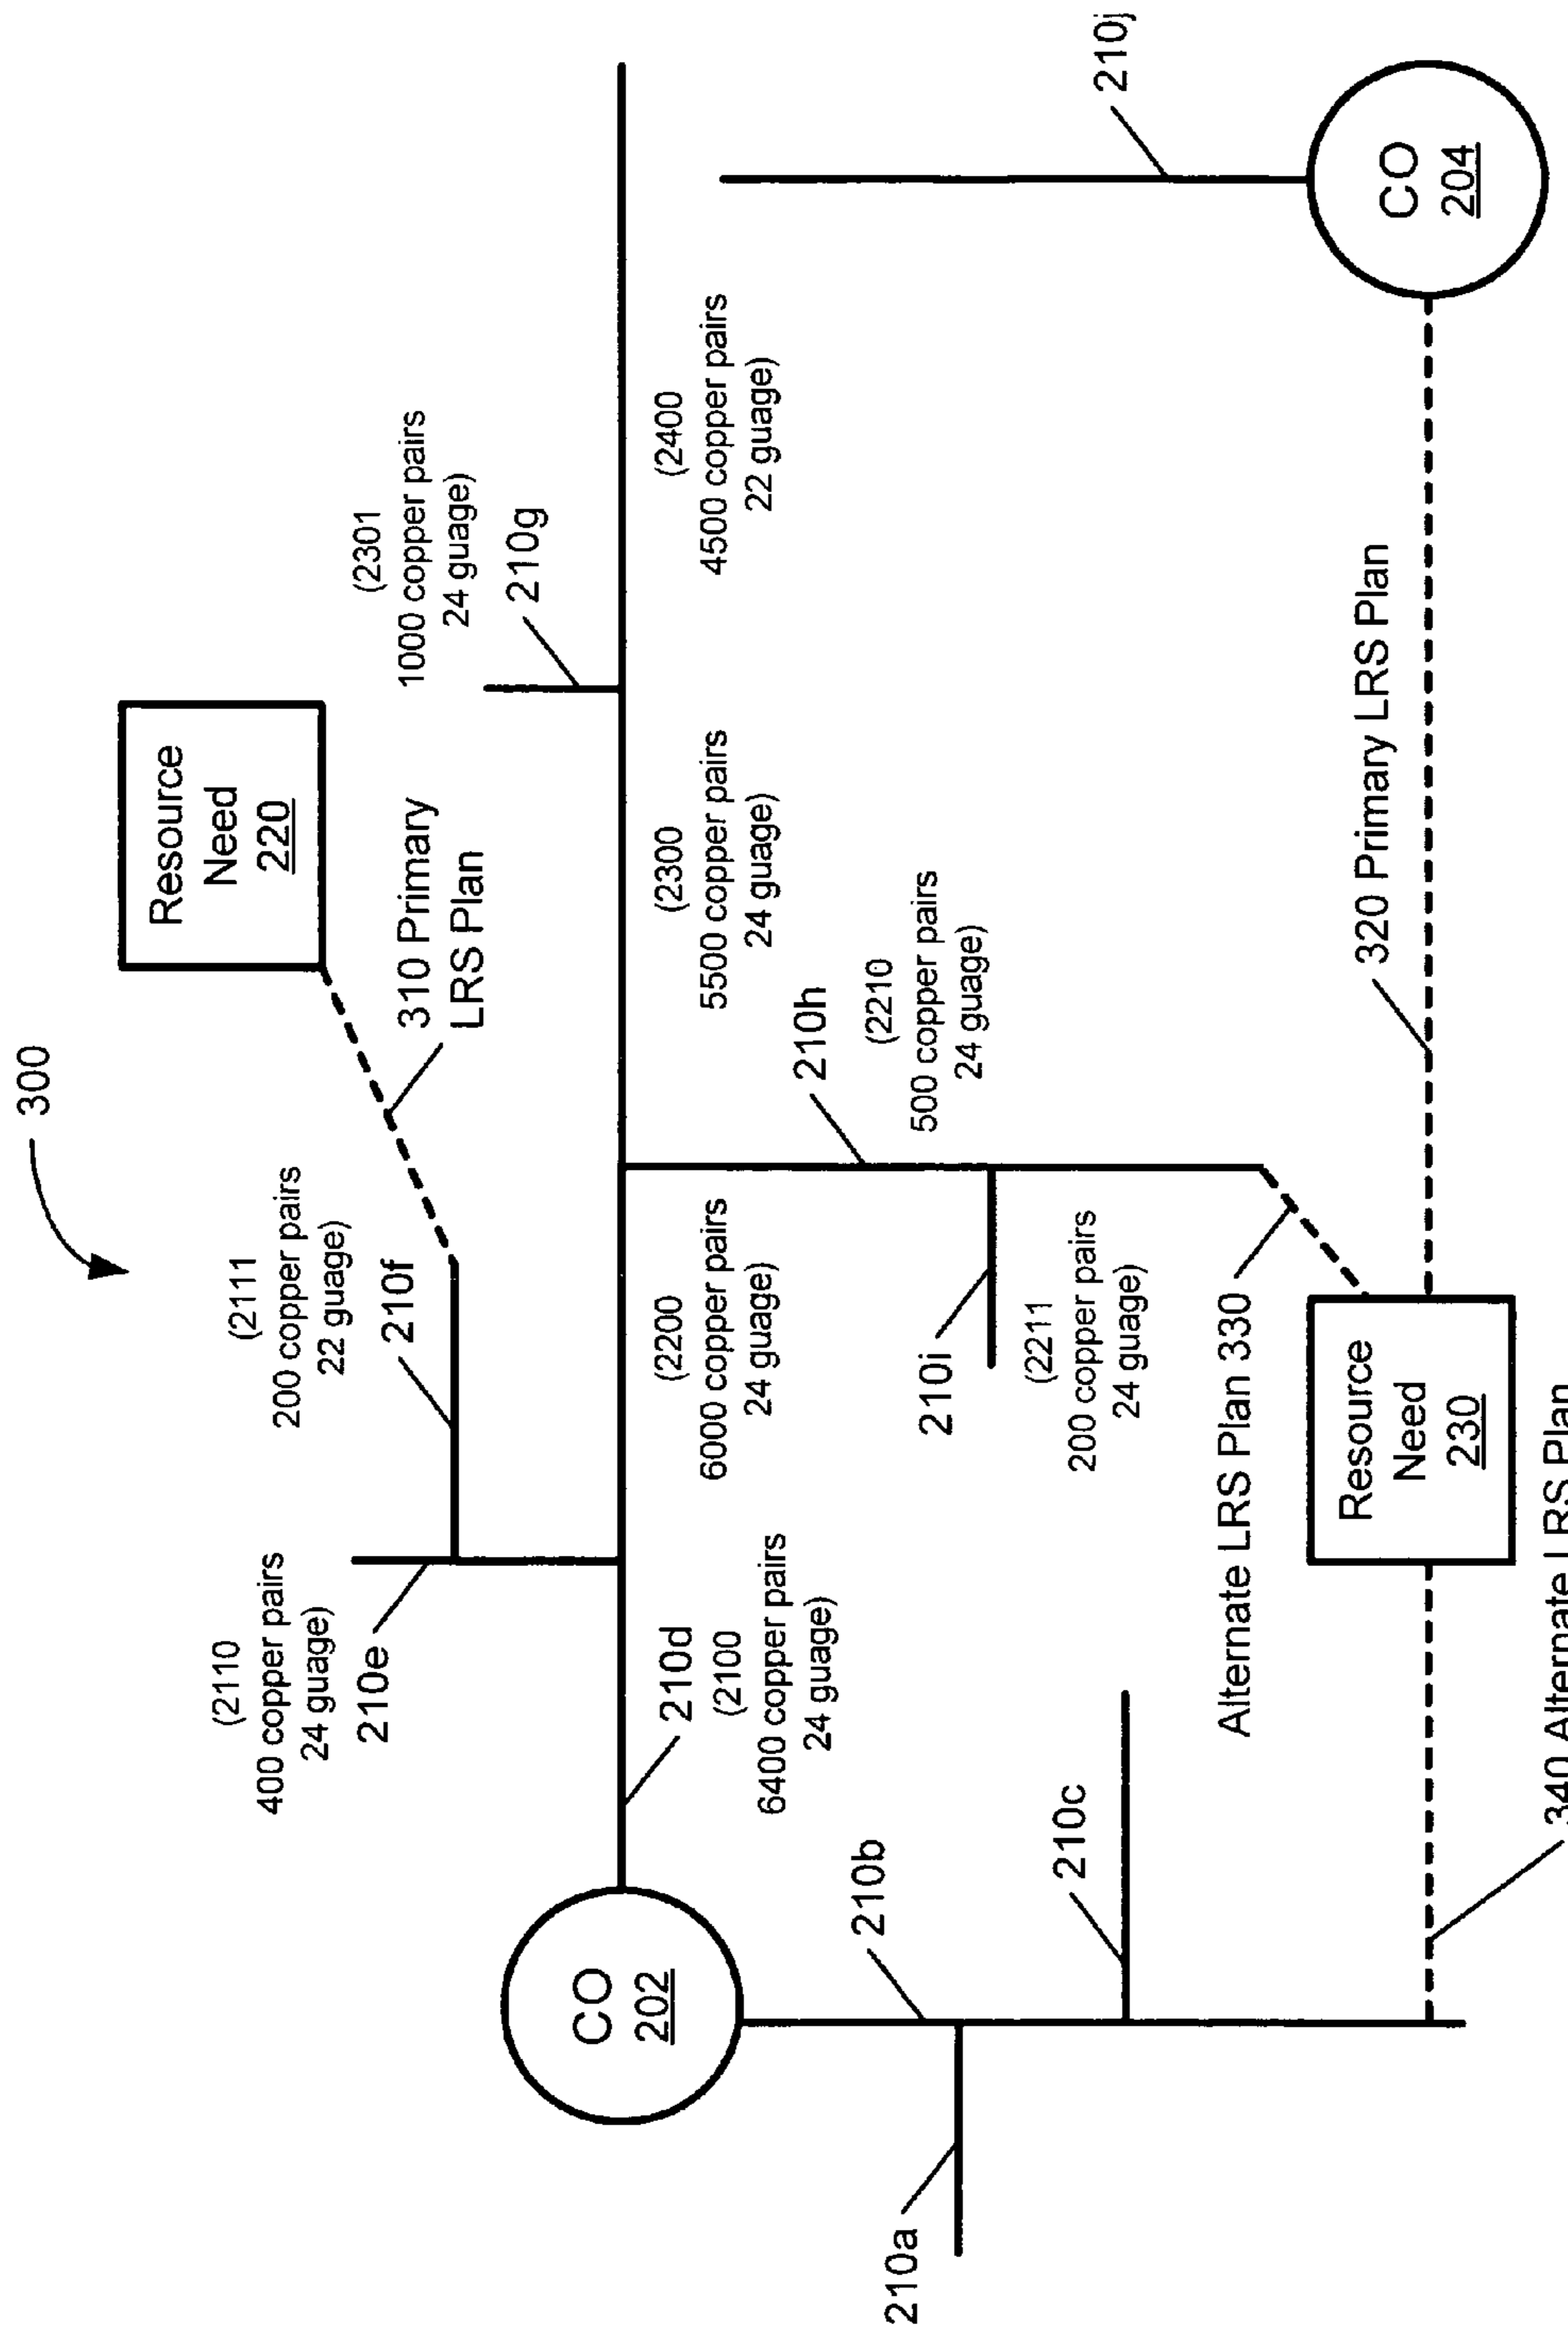 300
Resource
Need
220
(2301
1000 copper pairs
24 guage)
210g
310 Primary
LRS Plan
(2111
200 copper pairs
22 guage)
210f
(2110
400 copper pairs
24 guage)
210e
CO
202
210d
(2100
6400 copper pairs
24 guage)
(2200
6000 copper pairs
24 guage)
(2300
5500 copper pairs
24 guage)
(2400
4500 copper pairs
22 guage)
210h
(2210
500 copper pairs
24 guage)
210i
(2211
200 copper pairs
24 guage)
210a
210b
210c
210j
CO
204
Alternate LRS Plan 330
320 Primary LRS Plan
Resource
Need
230
340 Alternate LRS Plan